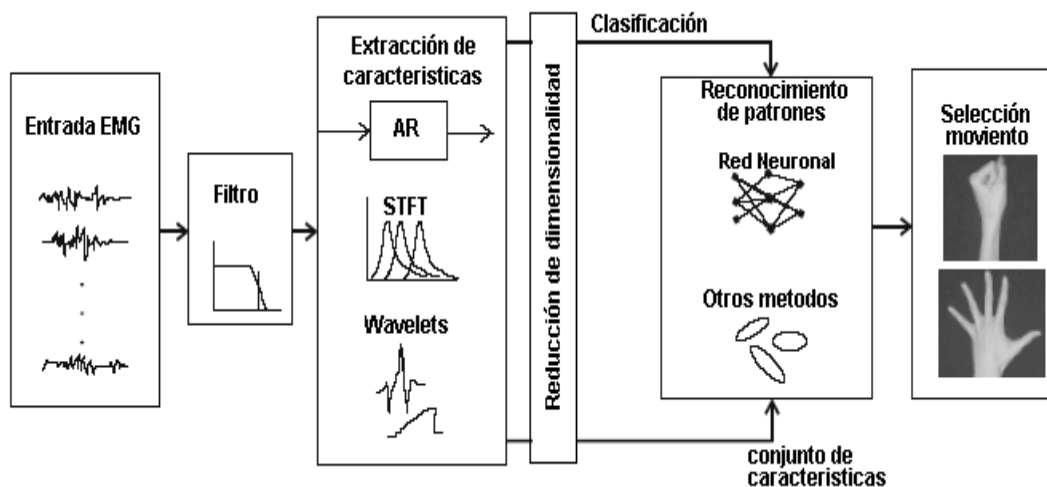 Entrada EMG
Filtro
Extracción de
caracteristicas
AR
STFT
Wavelets
Reducción de dimensionalidad
Clasificación
Reconocimiento
de patrones
Red Neuronal
Otros metodos
conjunto de
caracteristicas
Selección
moviento